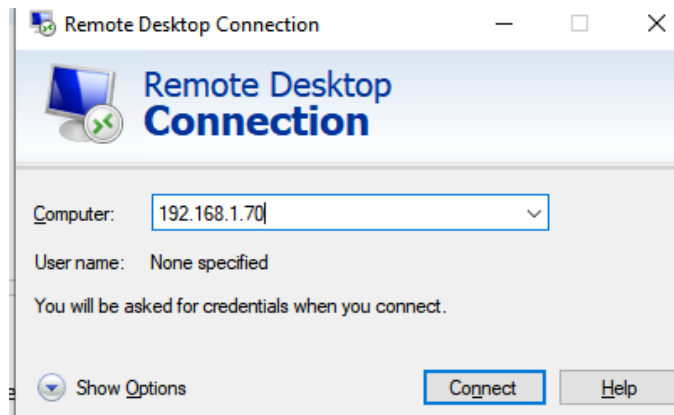 Remote Desktop Connection
Remote Desktop
Connection
Computer: 192.168.1.70
User name: None specified
You will be asked for credentials when you connect.
Show Options Connect Help